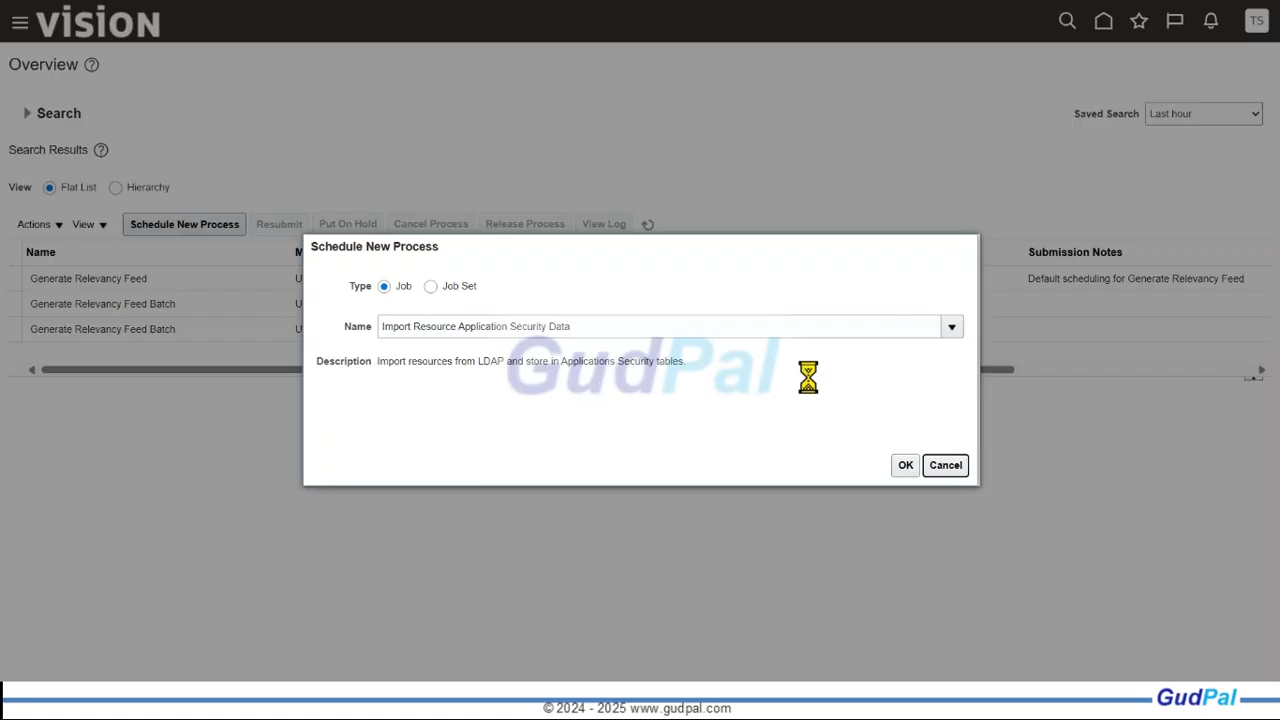 vision
TS
Overview ?
Search
Saved Search Last hour
Search Results ?
View Flat List Hierarchy
Actions View Schedule New Process Resubmit Put On Hold Cancel Process Release Process View Log
Name M Submission Notes
Generate Relevancy Feed U Default scheduling for Generate Relevancy Feed
Generate Relevancy Feed Batch U
Generate Relevancy Feed Batch U
Schedule New Process
Type Job Job Set
Name Import Resource Application Security Data
Description Import resources from LDAP and store in Applications Security tables.
GudPal
OK Cancel
GudPal
© 2024 - 2025 www.gudpal.com